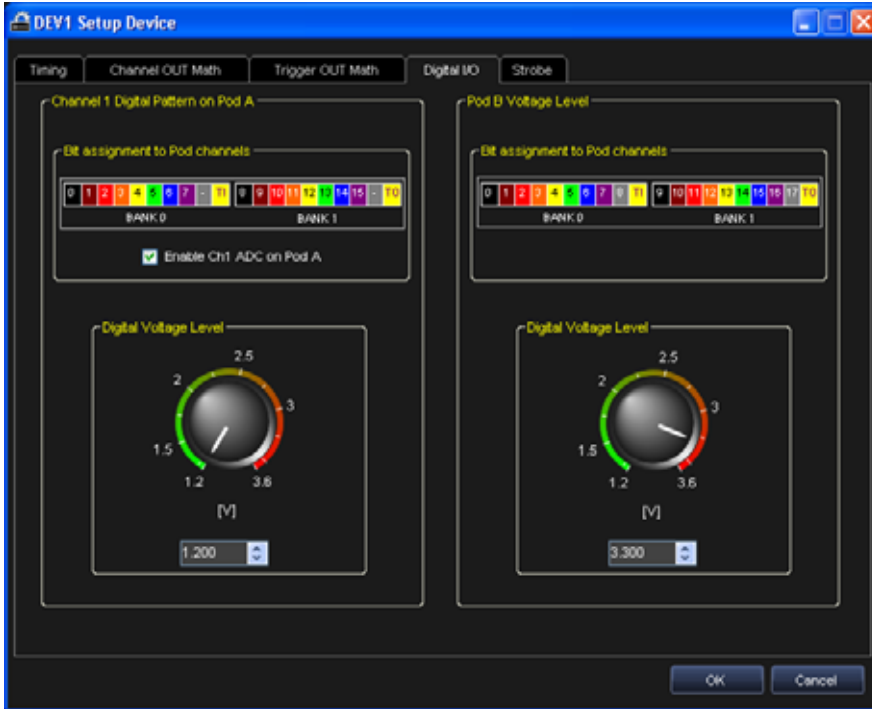 DEV1 Setup Device
Timing Channel OUT Math Trigger OUT Math Digital I/O Strobe
Channel 1 Digital Pattern on Pod A
Bit assignment to Pod channels
0 1 2 3 4 5 6 7 - TI 8 9 10 11 12 13 14 15 - TO
BANK 0 BANK 1
Enable Ch1 ADC on Pod A
Digital Voltage Level
2.5
2
3
1.5
1.2 3.6
[V]
1.200
Pod B Voltage Level
Bit assignment to Pod channels
0 1 2 3 4 5 6 7 8 TI 9 10 11 12 13 14 15 16 17 TO
BANK 0 BANK 1
Digital Voltage Level
2.5
2
3
1.5
1.2 3.6
[V]
3.300
OK Cancel